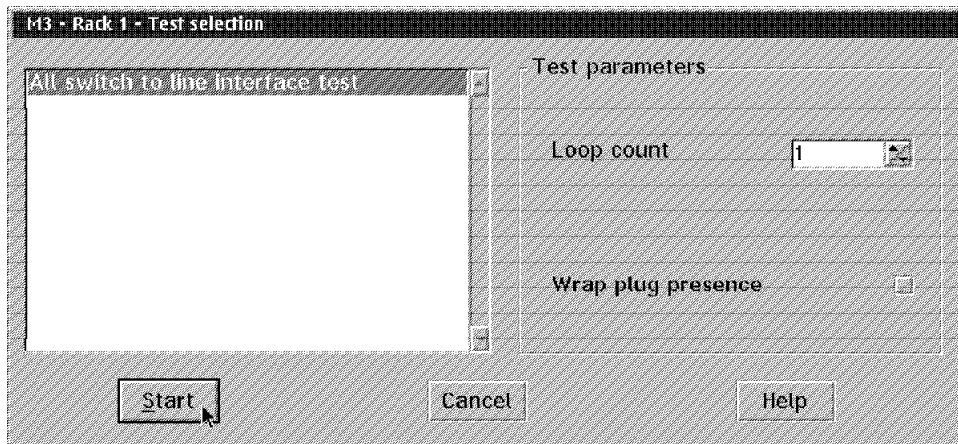 M3 - Rack 1 - Test selection
All switch to line interface test
Test parameters
Loop count
1
Wrap plug presence
Start
Cancel
Help